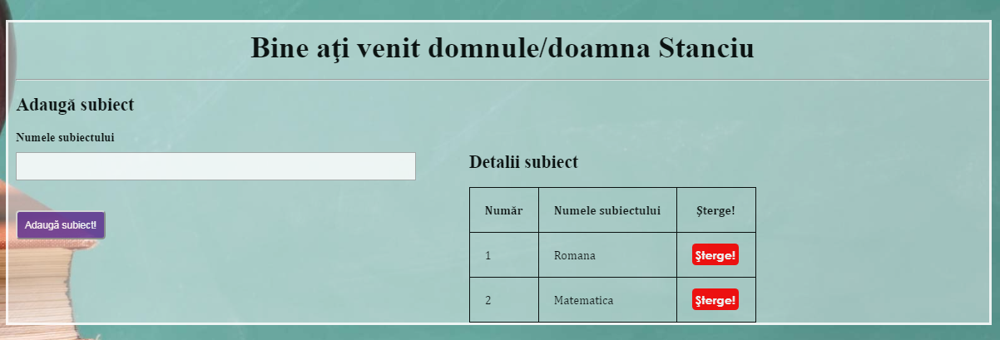 Bine aţi venit domnule/doamna Stanciu
Adaugă subiect
Numele subiectului
Adaugă subiect!
Detalii subiect
Număr Numele subiectului Şterge!
1 Romana Şterge!
2 Matematica Şterge!